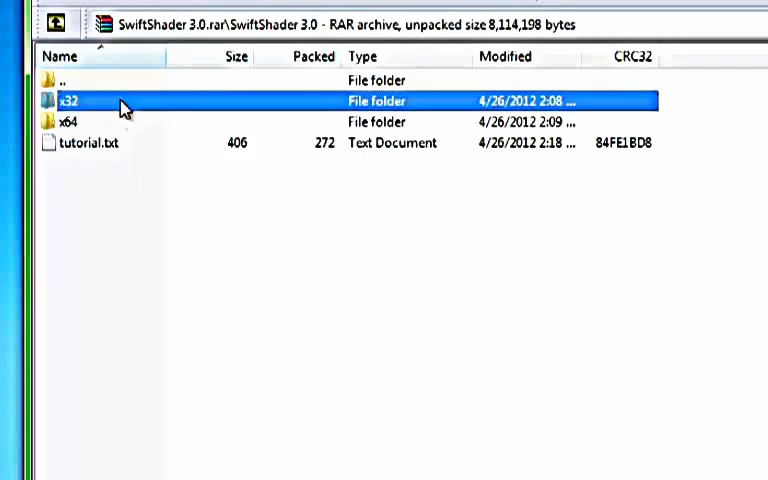 SwiftShader 3.0.rar\SwiftShader 3.0 - RAR archive, unpacked size 8,114,198 bytes
Name Size Packed Type Modified CRC32
.. File folder
x32 File folder 4/26/2012 2:08 ...
x64 File folder 4/26/2012 2:09 ...
tutorial.txt 406 272 Text Document 4/26/2012 2:18 ... 84FE1BD8